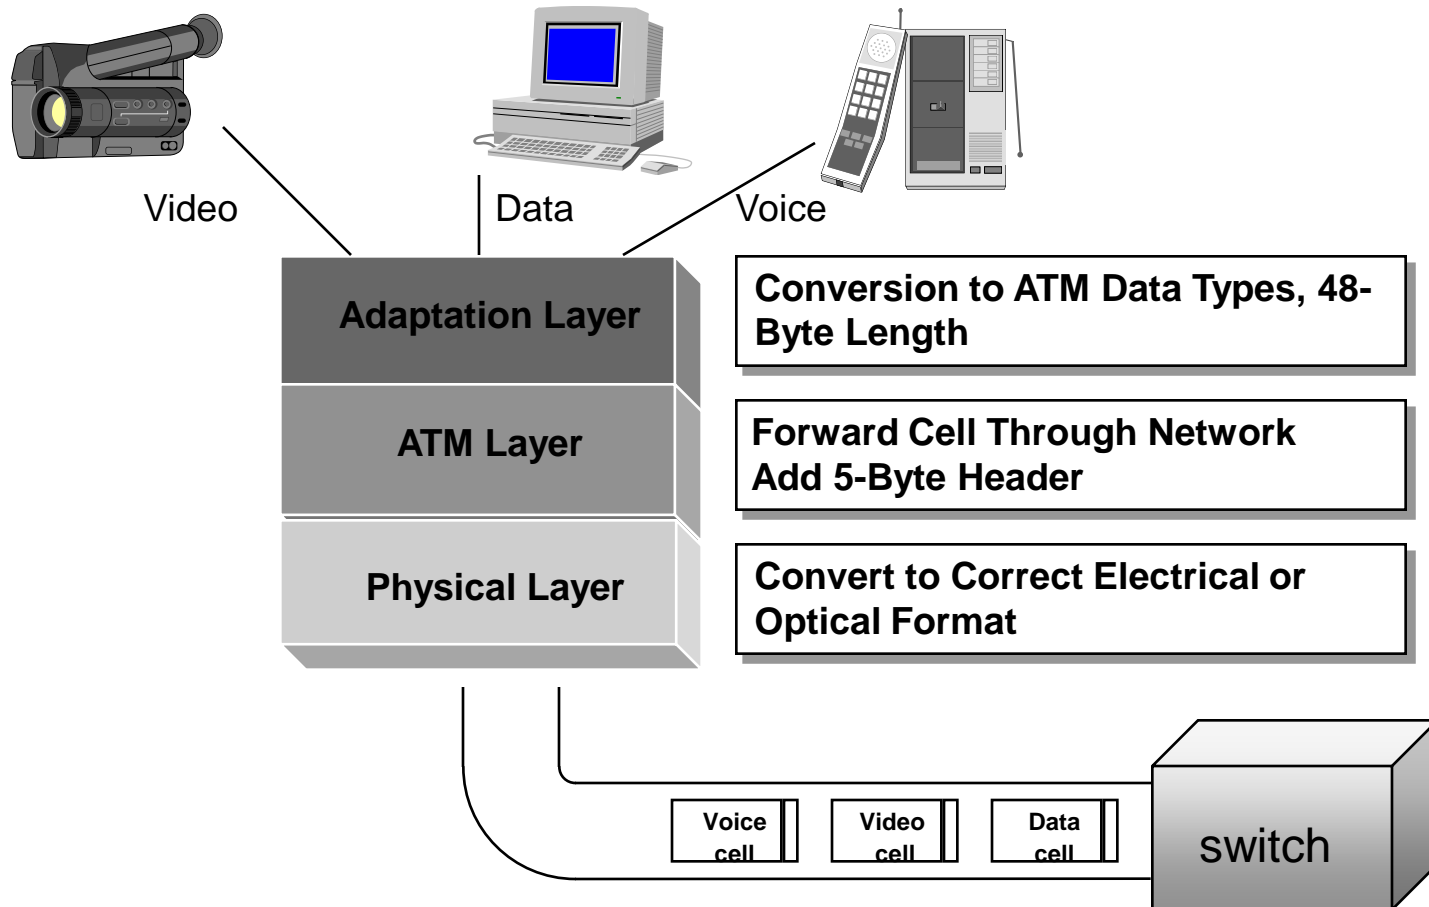 Video
Data
Voice
Adaptation Layer
Conversion to ATM Data Types, 48-
Byte Length
ATM Layer
Forward Cell Through Network
Add 5-Byte Header
Physical Layer
Convert to Correct Electrical or
Optical Format
Voice
cell
Video
cell
Data
cell
switch